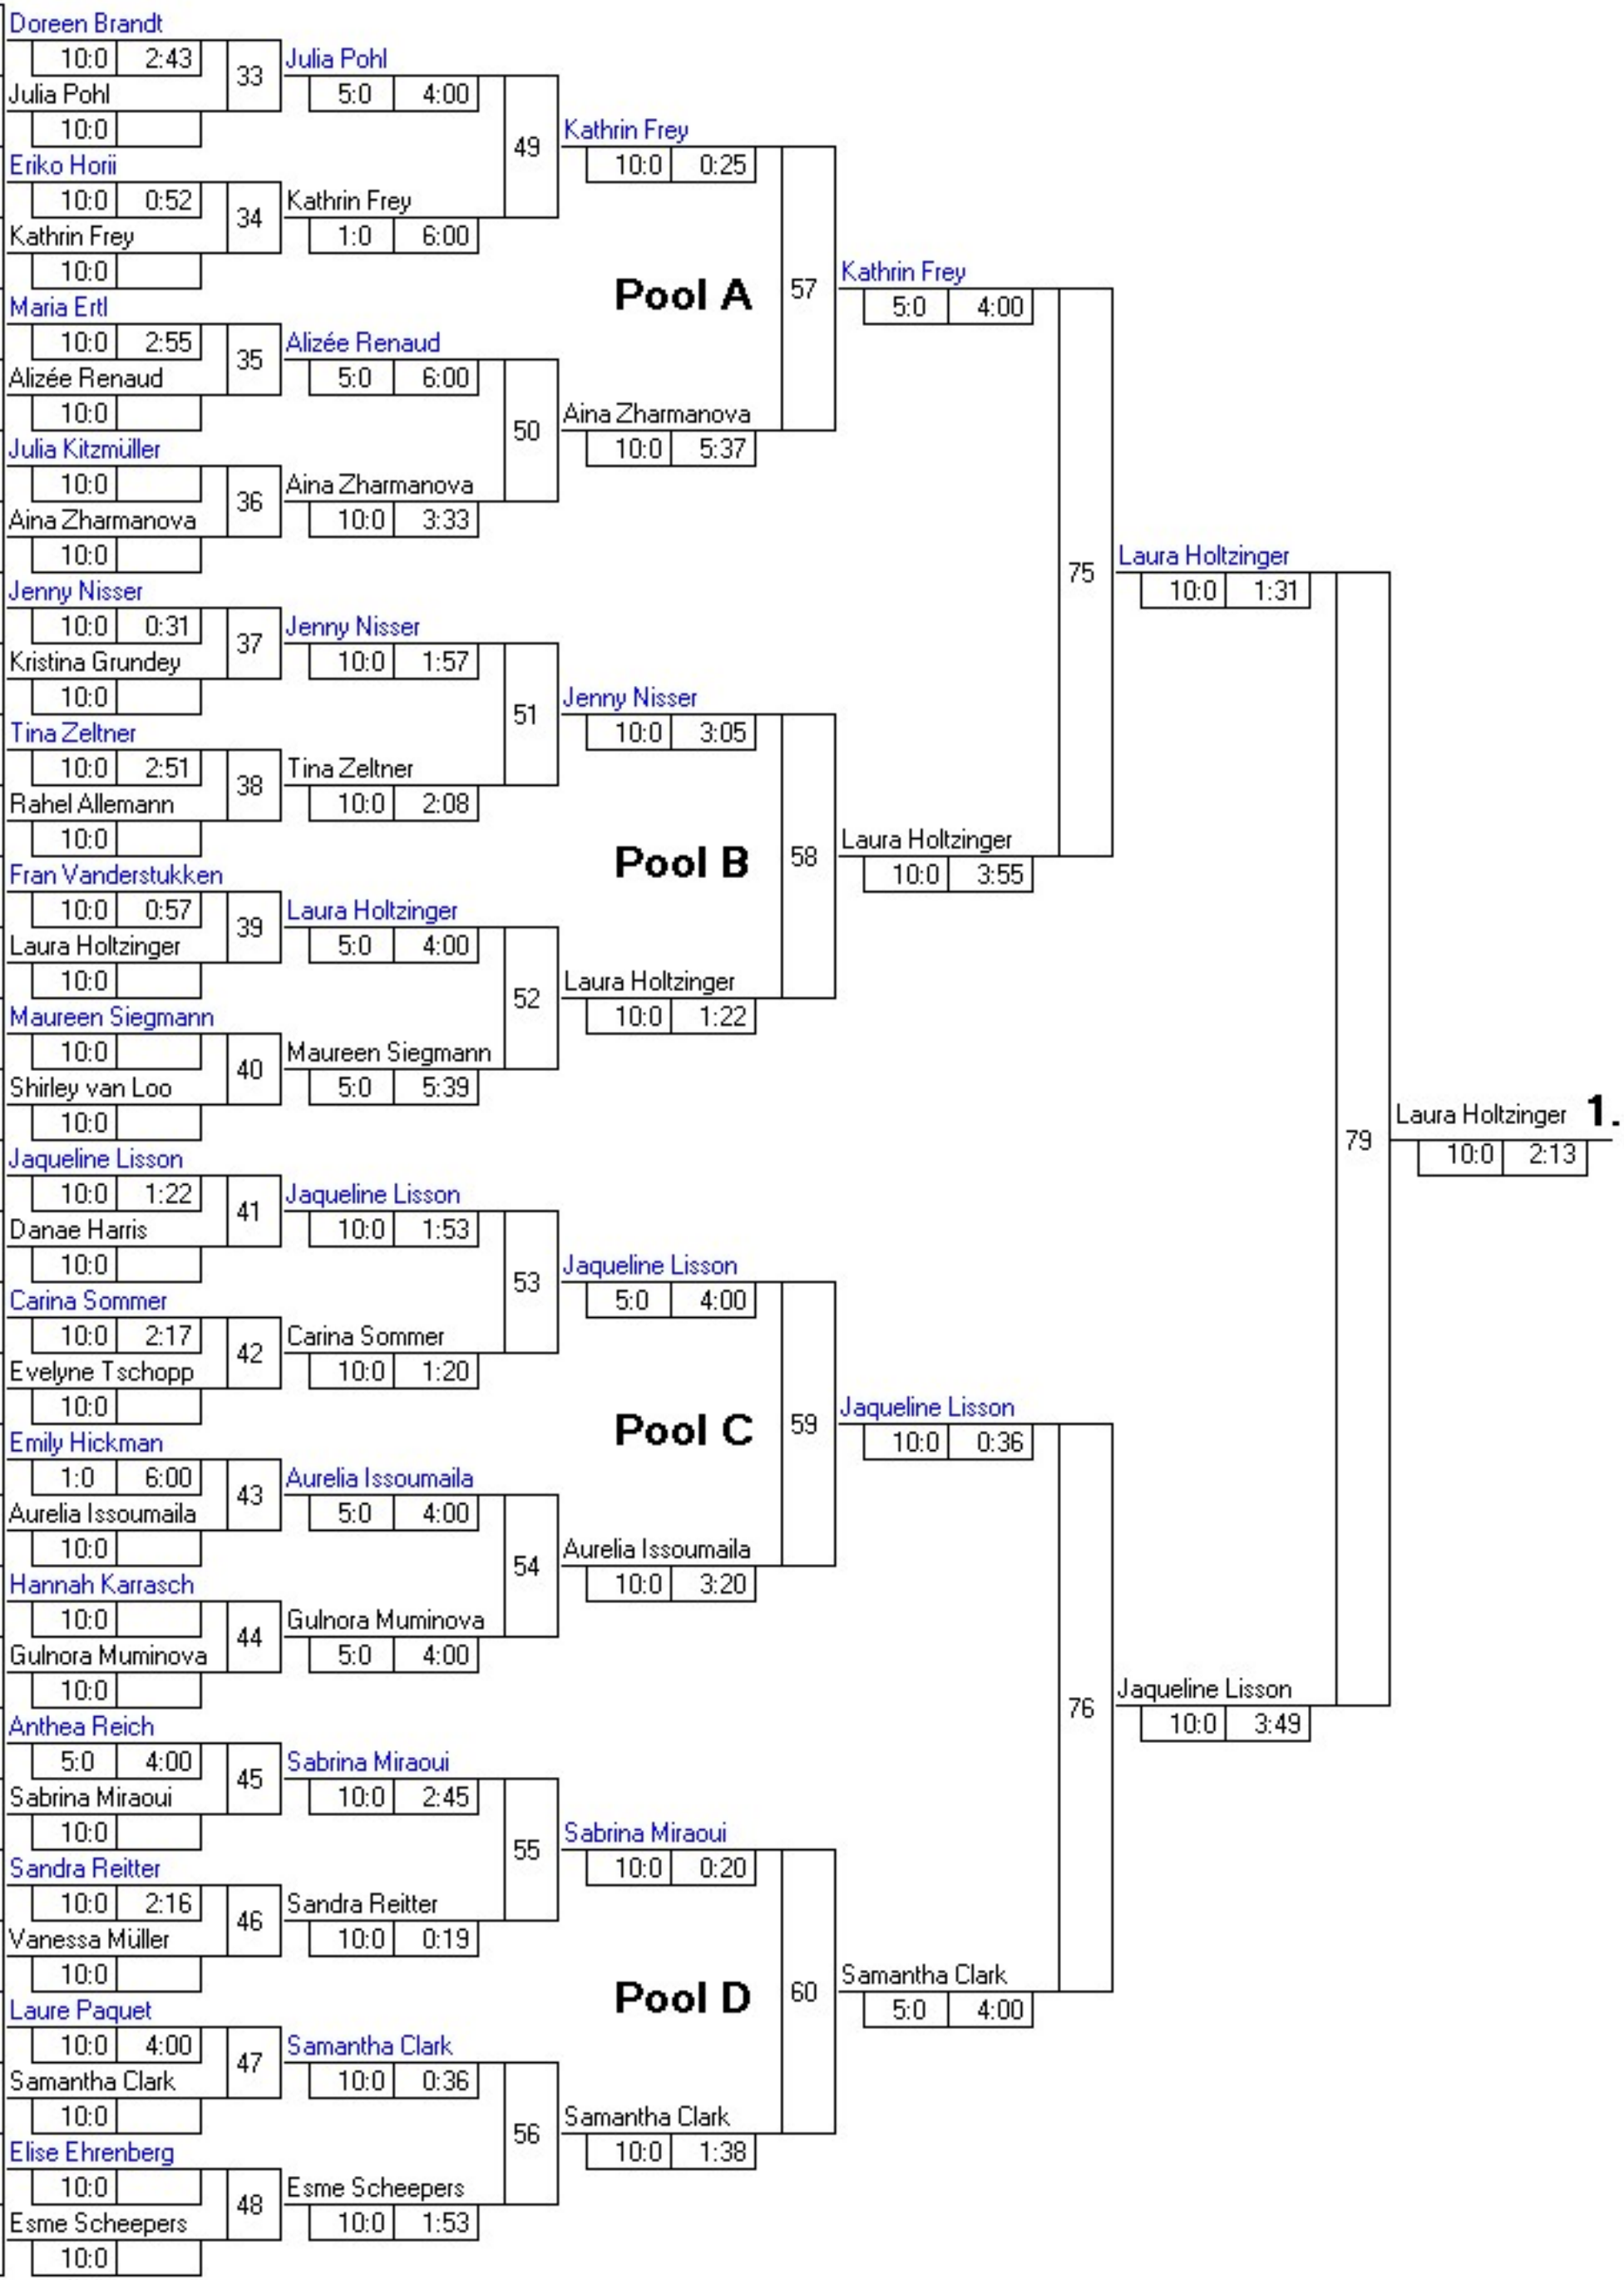 Doreen Brandt
10:0 2:43
Julia Pohl
10:0
Eriko Horii
10:0 0:52
Kathrin Frey
10:0
Maria Ertl
10:0 2:55
Alizée Renaud
10:0
Julia Kitzmüller
10:0
Aina Zharmanova
10:0
Jenny Nisser
10:0 0:31
Kristina Grundey
10:0
Tina Zeltner
10:0 2:51
Rahel Allemann
10:0
Fran Vanderstukken
10:0 0:57
Laura Holtzinger
10:0
Maureen Siegmann
10:0
Shirley van Loo
10:0
Jaqueline Lisson
10:0 1:22
Danae Harris
10:0
Carina Sommer
10:0 2:17
Evelyne Tschopp
10:0
Emily Hickman
1:0 6:00
Aurelia Issoumaila
10:0
Hannah Karrasch
10:0
Gulnora Muminova
10:0
Anthea Reich
5:0 4:00
Sabrina Miraoui
10:0
Sandra Reitter
10:0 2:16
Vanessa Müller
10:0
Laure Paquet
10:0 4:00
Samantha Clark
10:0
Elise Ehrenberg
10:0
Esme Scheepers
10:0
33
34
35
36
37
38
39
40
41
42
43
44
45
46
47
48
Julia Pohl
5:0 4:00
Kathrin Frey
1:0 6:00
Alizée Renaud
5:0 6:00
Aina Zharmanova
10:0 3:33
Jenny Nisser
10:0 1:57
Tina Zeltner
10:0 2:08
Laura Holtzinger
5:0 4:00
Maureen Siegmann
5:0 5:39
Jaqueline Lisson
10:0 1:53
Carina Sommer
10:0 1:20
Aurelia Issoumaila
5:0 4:00
Gulnora Muminova
5:0 4:00
Sabrina Miraoui
10:0 2:45
Sandra Reitter
10:0 0:19
Samantha Clark
10:0 0:36
Esme Scheepers
10:0 1:53
49
50
51
52
53
54
55
56
Kathrin Frey
10:0 0:25
Pool A
Aina Zharmanova
10:0 5:37
Jenny Nisser
10:0 3:05
Pool B
Laura Holtzinger
10:0 1:22
Jaqueline Lisson
5:0 4:00
Pool C
Aurelia Issoumaila
10:0 3:20
Sabrina Miraoui
10:0 0:20
Pool D
Samantha Clark
10:0 1:38
57
58
59
60
Kathrin Frey
5:0 4:00
Laura Holtzinger
10:0 3:55
Jaqueline Lisson
10:0 0:36
Samantha Clark
5:0 4:00
75
76
Laura Holtzinger
10:0 1:31
Jaqueline Lisson
10:0 3:49
79
Laura Holtzinger 1.
10:0 2:13